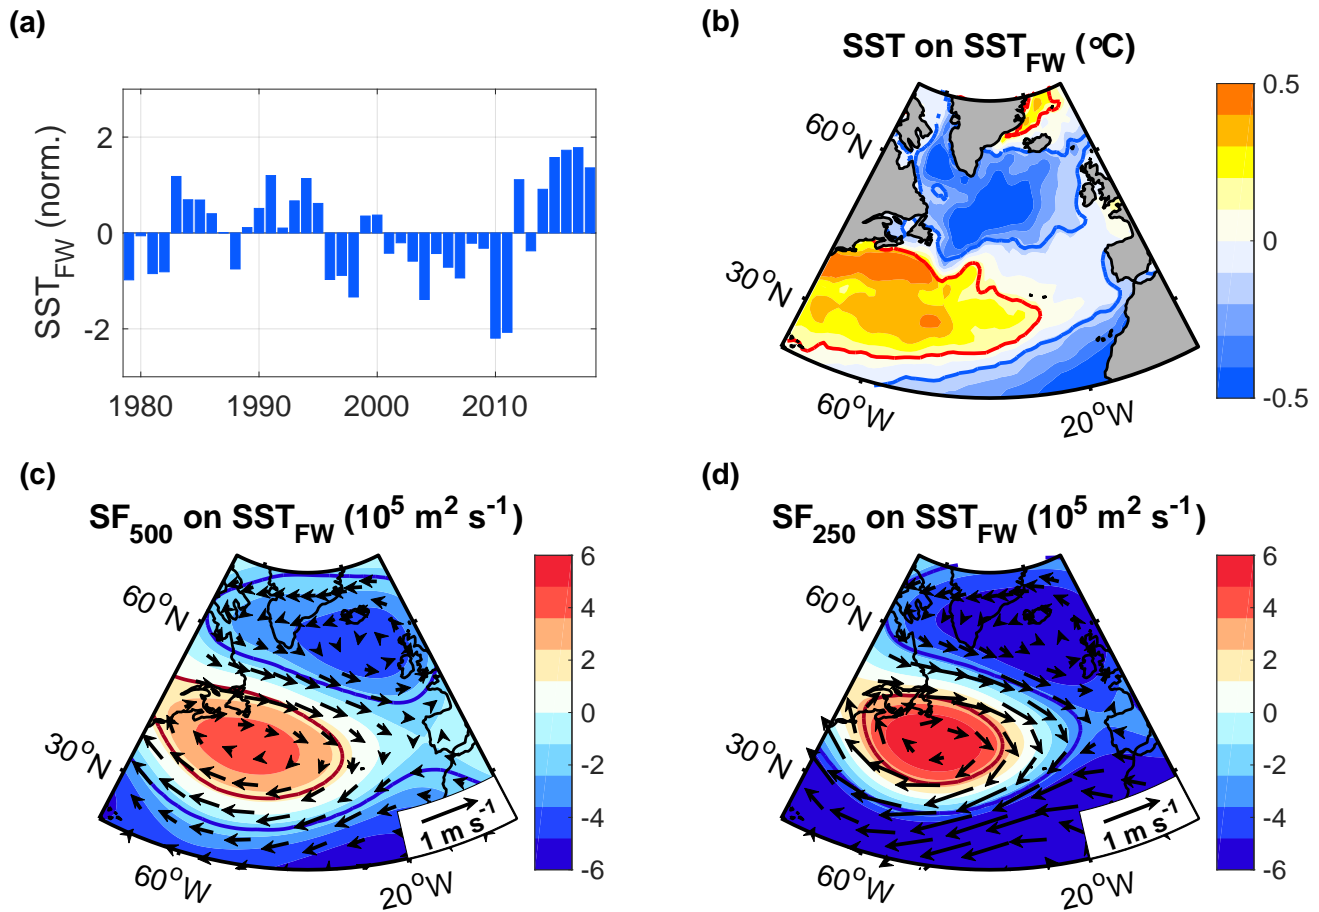 (a)
SST_FW (norm.)
2
0
-2
1980 1990 2000 2010
(b)
SST on SST_FW (°C)
60°N
30°N
60°W
20°W
0.5
0
-0.5
(c)
SF_500 on SST_FW (10^5 m^2 s^-1)
60°N
30°N
60°W
20°W
1 m s^-1
6
4
2
0
-2
-4
-6
(d)
SF_250 on SST_FW (10^5 m^2 s^-1)
60°N
30°N
60°W
20°W
1 m s^-1
6
4
2
0
-2
-4
-6